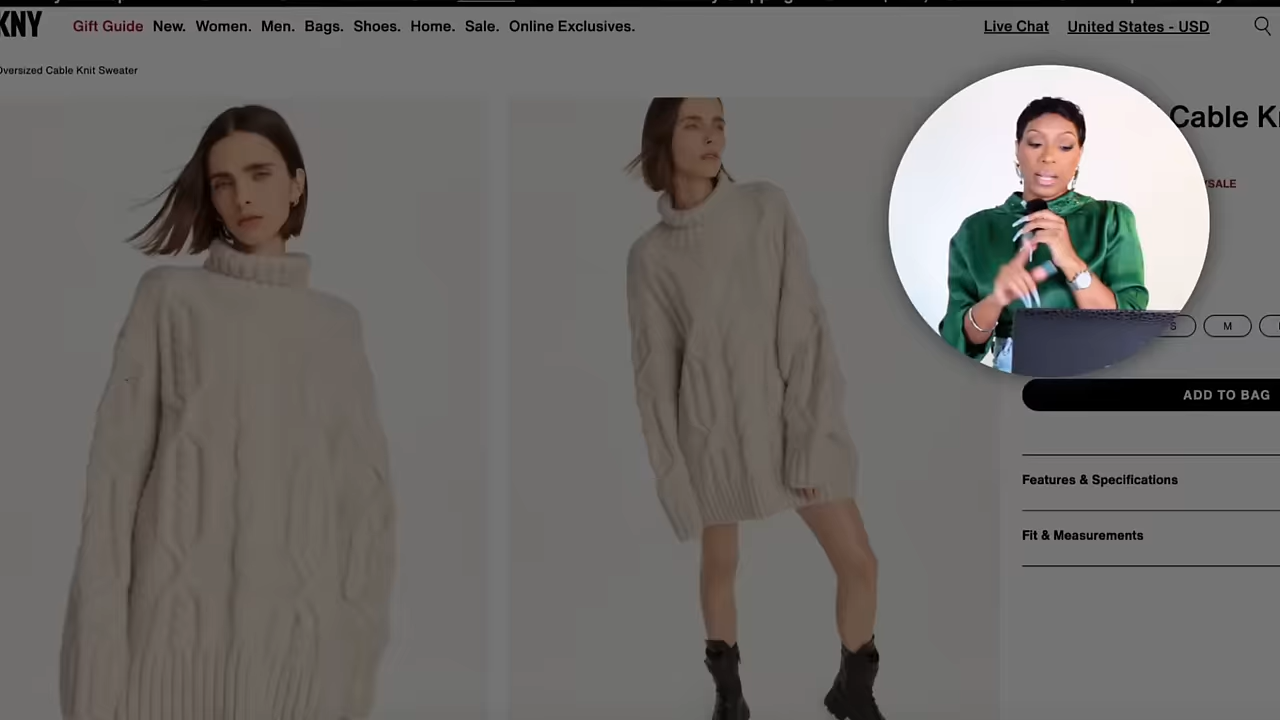 KNY
Gift Guide New. Women. Men. Bags. Shoes. Home. Sale. Online Exclusives.
Live Chat United States - USD
Oversized Cable Knit Sweater
Cable K
SALE
S M
ADD TO BAG
Features & Specifications
Fit & Measurements